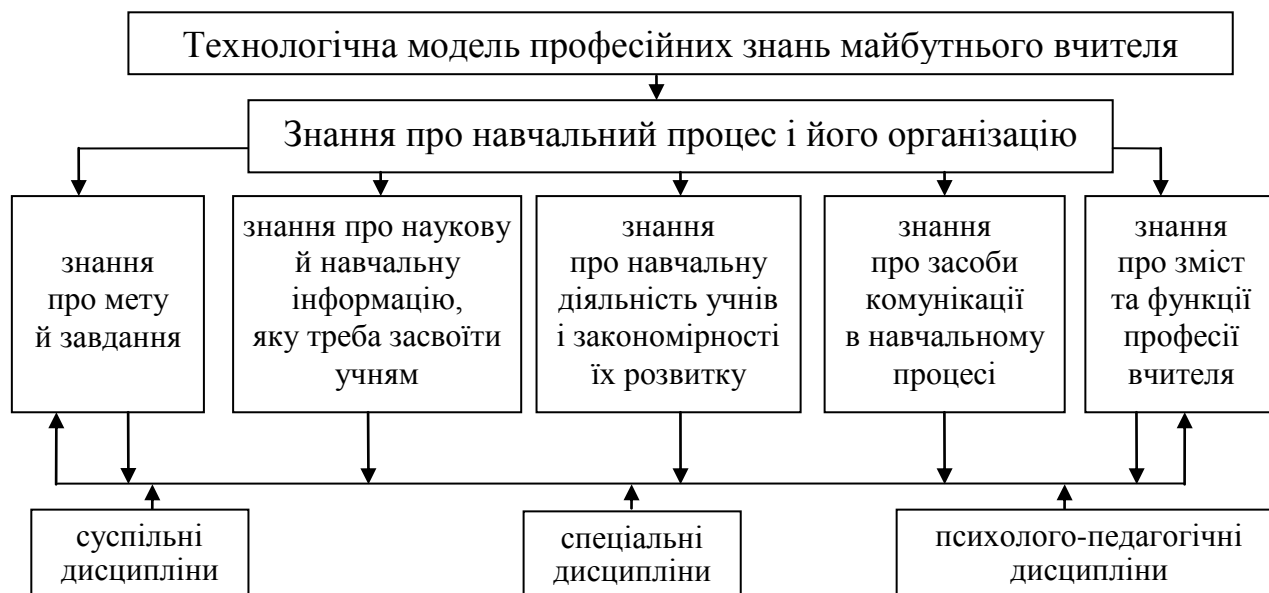 Технологічна модель професійних знань майбутнього вчителя
Знання про навчальний процес і його організацію
знання
про мету
й завдання
знання про наукову
й навчальну
інформацію,
яку треба засвоїти
учням
знання
про навчальну
діяльність учнів
і закономірності
їх розвитку
знання
про засоби
комунікації
в навчальному
процесі
знання
про зміст
та функції
професії
вчителя
суспільні
дисципліни
спеціальні
дисципліни
психолого-педагогічні
дисципліни